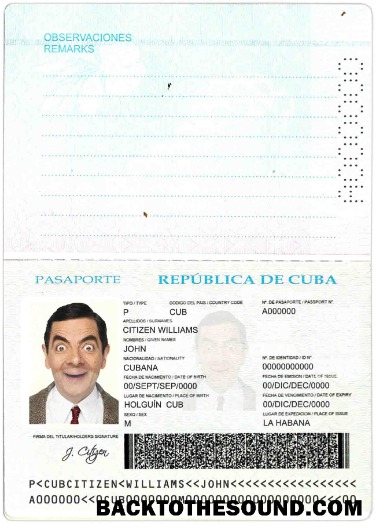 OBSERVACIONES
REMARKS
PASAPORTE REPÚBLICA DE CUBA
TIPO / TYPE CODIGO DEL PAIS / COUNTRY CODE Nº. DE PASAPORTE / PASSPORT Nº.
P CUB A000000
APELLIDOS / SURNAMES
CITIZEN WILLIAMS
NOMBRES / GIVEN NAMES
JOHN
NACIONALIDAD / NATIONALITY Nº. DE IDENTIDAD / ID Nº
CUBANA 00000000000
FECHA DE NACIMIENTO / DATE OF BIRTH FECHA DE EMISION / DATE OF ISSUE
00/SEPT/SEP/0000 00/DIC/DEC/0000
LUGAR DE NACIMIENTO / PLACE OF BIRTH FECHA DE VENCIMIENTO / DATE OF EXPIRY
HOLGUÍN CUB 00/DIC/DEC/0000
SEXO / SEX LUGAR DE EXPEDICION / PLACE OF ISSUE
M LA HABANA
FIRMA DEL TITULAR/HOLDERS SIGNATURE
J. Citizen
P<CUBCITIZEN<WILLIAMS<<JOHN<<<<<<<<<<<<<<<<<
BACKTOTHESOUND.COM